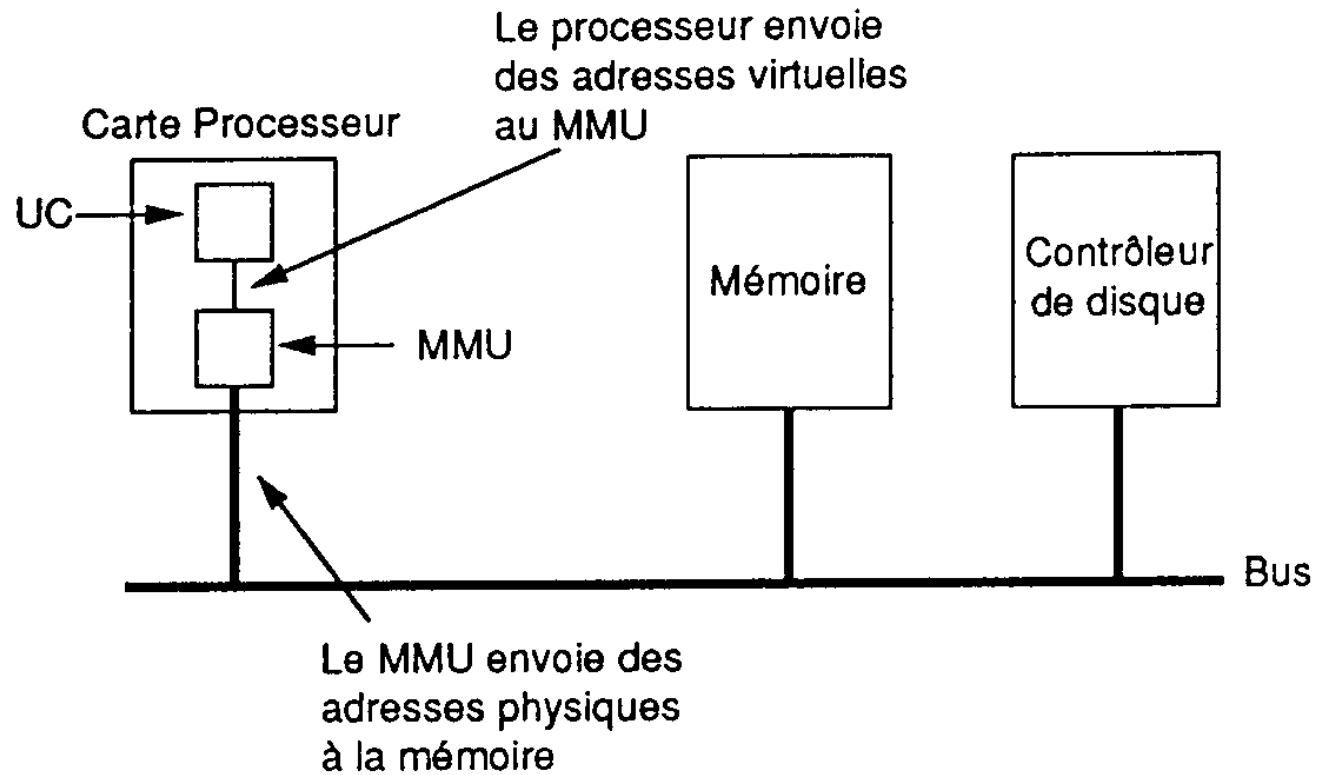 Le processeur envoie
des adresses virtuelles
au MMU
Carte Processeur
UC
MMU
Mémoire
Contrôleur
de disque
Bus
Le MMU envoie des
adresses physiques
à la mémoire